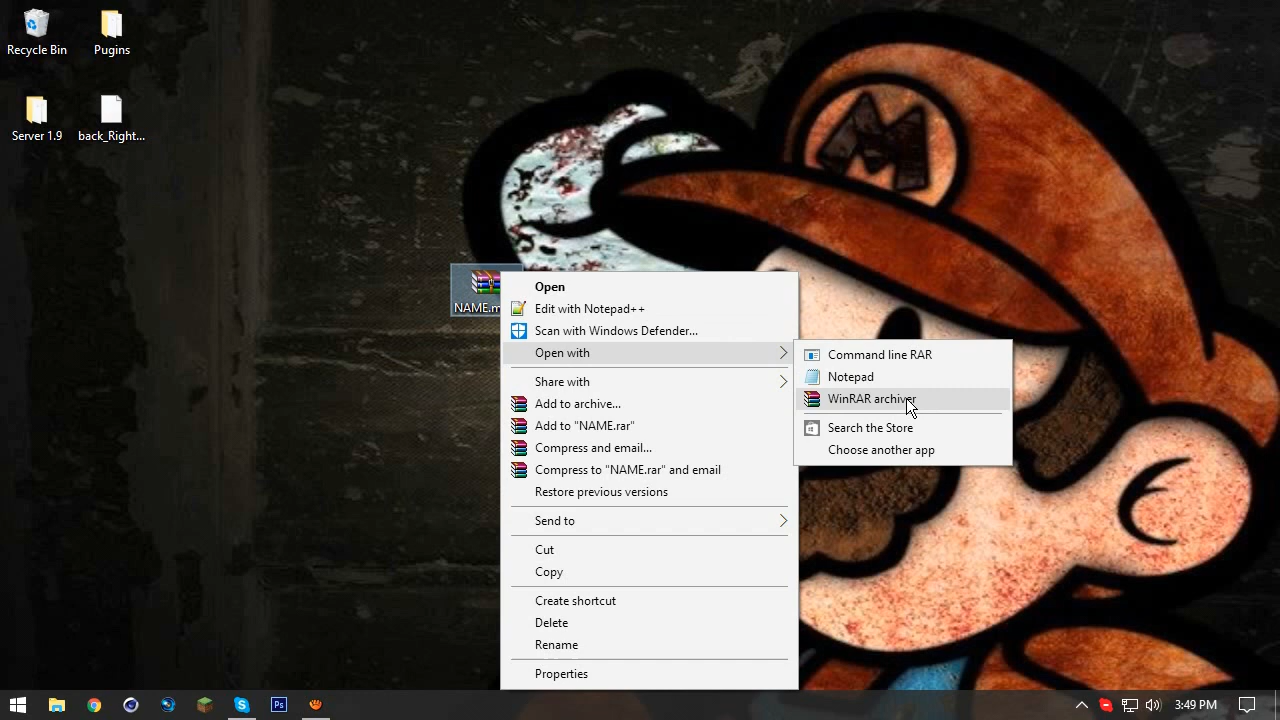 Recycle Bin
Pugins
Server 1.9
back_Right...
M
NAME.m
Open
Edit with Notepad++
Scan with Windows Defender...
Open with
Share with
Add to archive...
Add to "NAME.rar"
Compress and email...
Compress to "NAME.rar" and email
Restore previous versions
Send to
Cut
Copy
Create shortcut
Delete
Rename
Properties
Command line RAR
Notepad
WinRAR archiver
Search the Store
Choose another app
Ps
3:49 PM